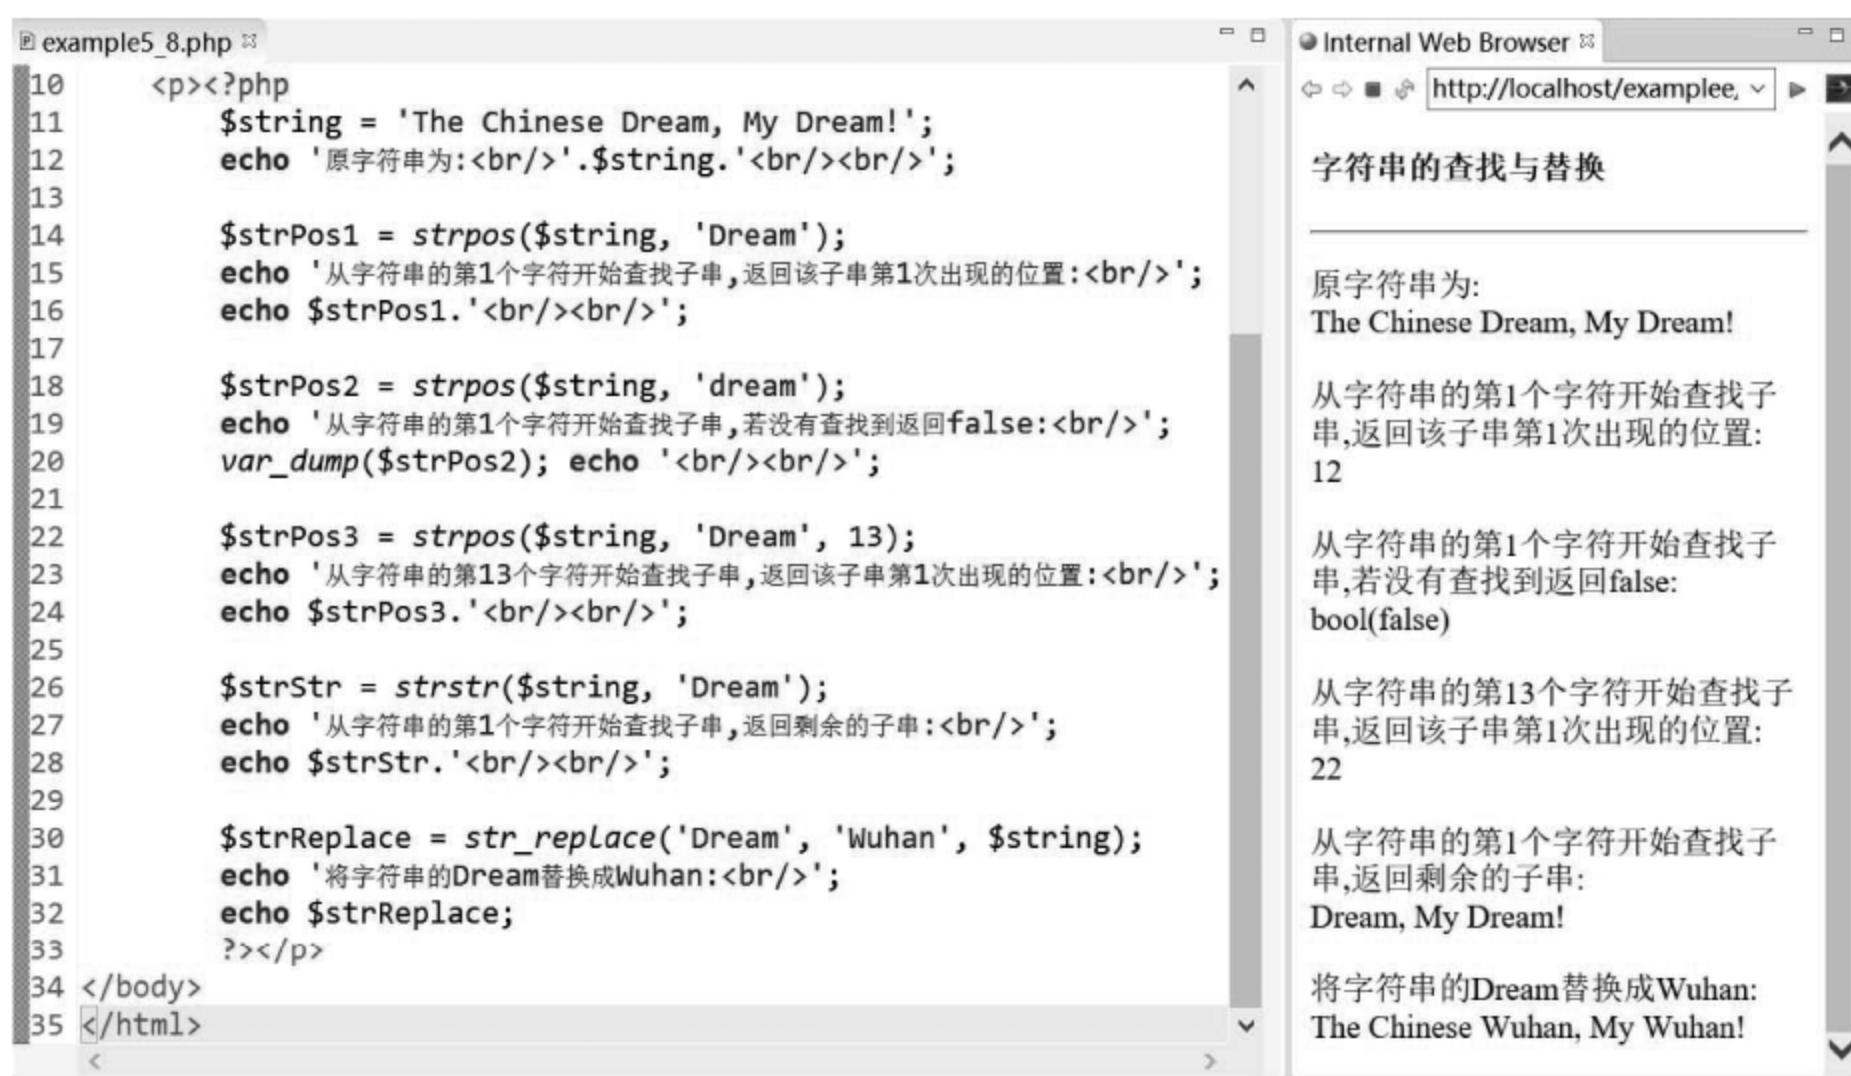 example5_8.php
10 <p><?php
11 $string = 'The Chinese Dream, My Dream!';
12 echo '原字符串为:<br/>'.$string.'<br/><br/>';
13
14 $strPos1 = strpos($string, 'Dream');
15 echo '从字符串的第1个字符开始查找子串,返回该子串第1次出现的位置:<br/>';
16 echo $strPos1.'<br/><br/>';
17
18 $strPos2 = strpos($string, 'dream');
19 echo '从字符串的第1个字符开始查找子串,若没有查找到返回false:<br/>';
20 var_dump($strPos2); echo '<br/><br/>';
21
22 $strPos3 = strpos($string, 'Dream', 13);
23 echo '从字符串的第13个字符开始查找子串,返回该子串第1次出现的位置:<br/>';
24 echo $strPos3.'<br/><br/>';
25
26 $strStr = strstr($string, 'Dream');
27 echo '从字符串的第1个字符开始查找子串,返回剩余的子串:<br/>';
28 echo $strStr.'<br/><br/>';
29
30 $strReplace = str_replace('Dream', 'Wuhan', $string);
31 echo '将字符串的Dream替换成Wuhan:<br/>';
32 echo $strReplace;
33 ?></p>
34 </body>
35 </html>
Internal Web Browser
http://localhost/examplee,
字符串的查找与替换
原字符串为:
The Chinese Dream, My Dream!
从字符串的第1个字符开始查找子
串,返回该子串第1次出现的位置:
12
从字符串的第1个字符开始查找子
串,若没有查找到返回false:
bool(false)
从字符串的第13个字符开始查找子
串,返回该子串第1次出现的位置:
22
从字符串的第1个字符开始查找子
串,返回剩余的子串:
Dream, My Dream!
将字符串的Dream替换成Wuhan:
The Chinese Wuhan, My Wuhan!